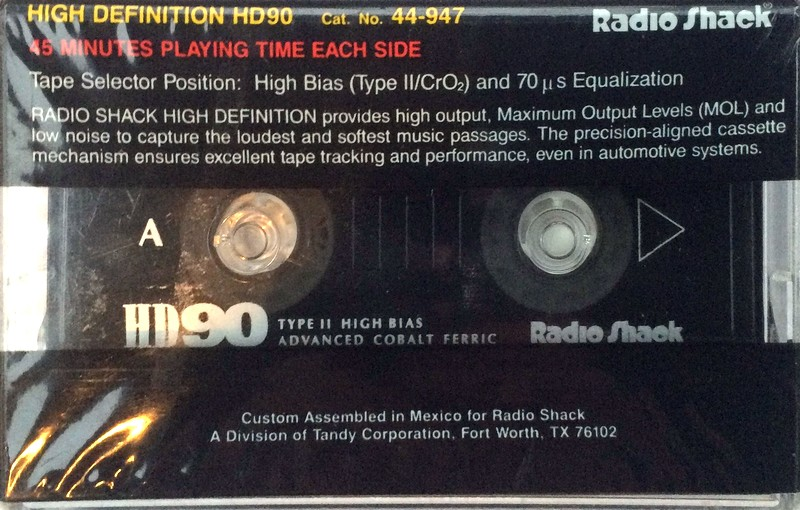 HIGH DEFINITION HD90 Cat. No. 44-947 Radio Shack®
45 MINUTES PLAYING TIME EACH SIDE
Tape Selector Position: High Bias (Type II/CrO₂) and 70 µs Equalization
RADIO SHACK HIGH DEFINITION provides high output, Maximum Output Levels (MOL) and
low noise to capture the loudest and softest music passages. The precision-aligned cassette
mechanism ensures excellent tape tracking and performance, even in automotive systems.
A
HD90 TYPE II HIGH BIAS
ADVANCED COBALT FERRIC Radio Shack
Custom Assembled in Mexico for Radio Shack
A Division of Tandy Corporation, Fort Worth, TX 76102